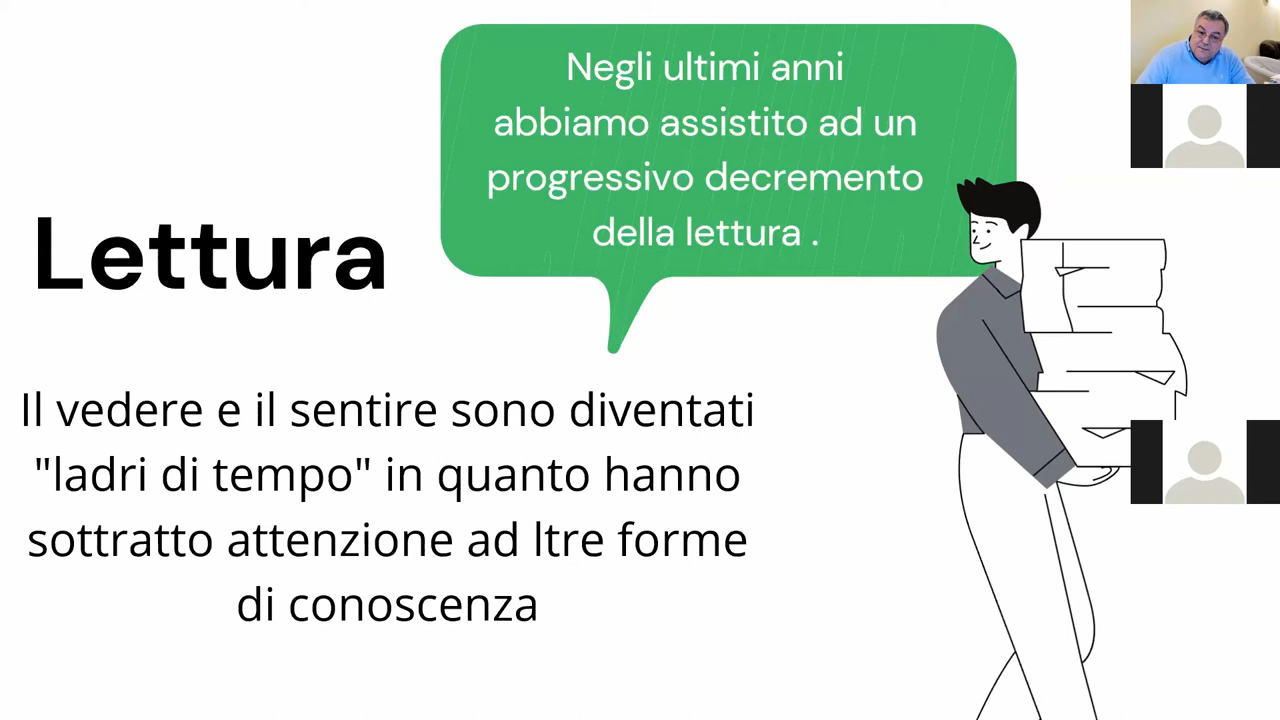 Negli ultimi anni
abbiamo assistito ad un
progressivo decremento
della lettura .
Lettura
Il vedere e il sentire sono diventati
"ladri di tempo" in quanto hanno
sottratto attenzione ad ltre forme
di conoscenza